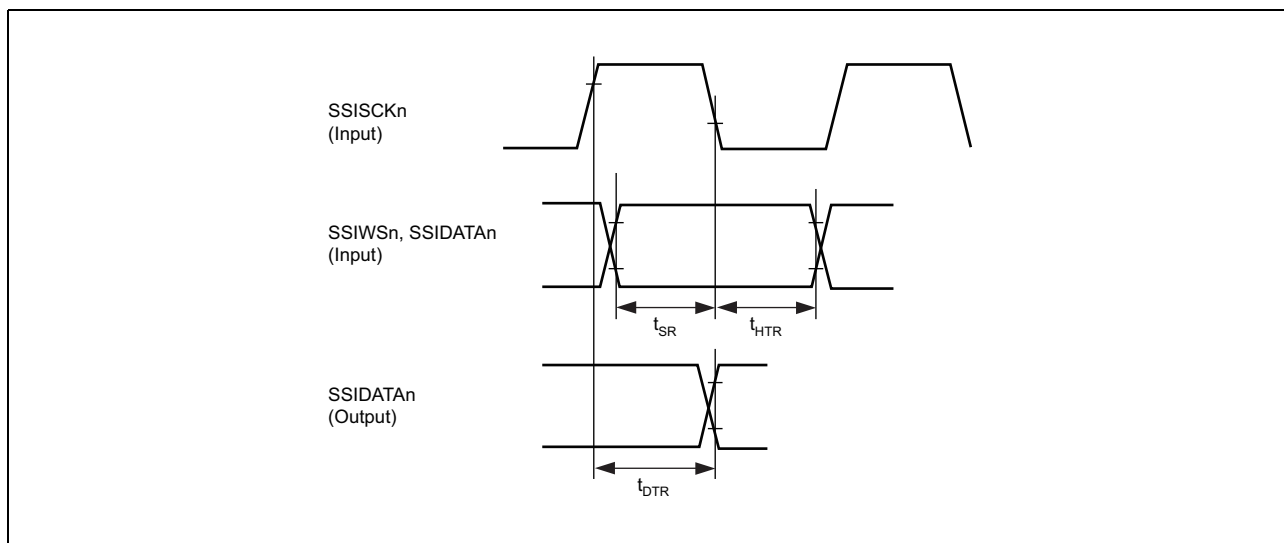 SSISCKn
(Input)
SSIWSn, SSIDATAn
(Input)
tSR
tHTR
SSIDATAn
(Output)
tDTR